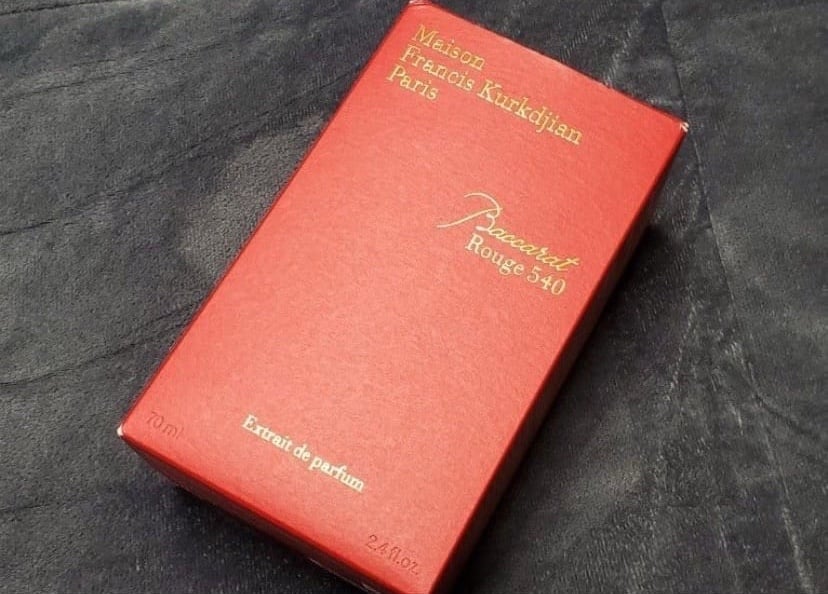 Maison
Francis Kurkdjian
Paris
Baccarat
Rouge 540
70 ml
Extrait de parfum
2.4 fl.oz.